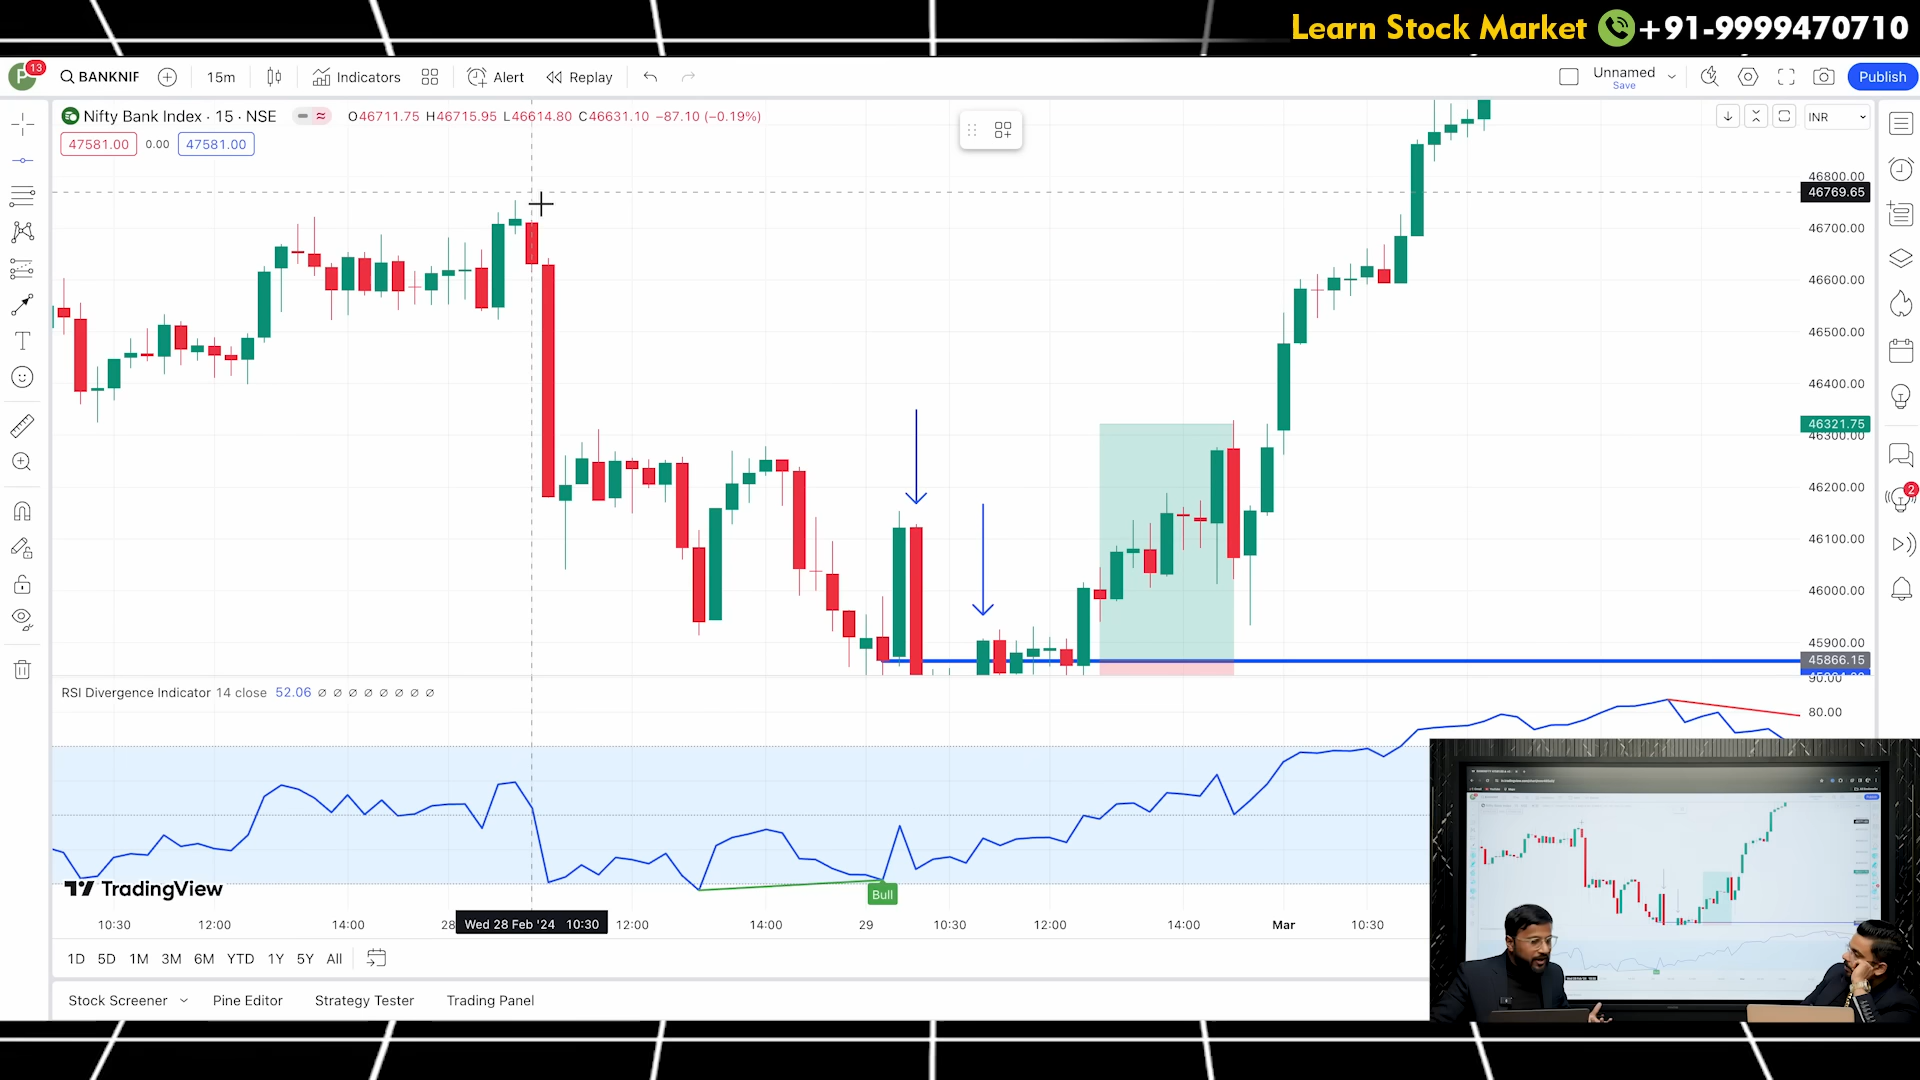 Learn Stock Market +91-9999470710
P 13 BANKNIF 15m Indicators Alert Replay Unnamed Save Publish
Nifty Bank Index · 15 · NSE O46711.75 H46715.95 L46614.80 C46631.10 −87.10 (−0.19%) INR
47581.00 0.00 47581.00
46800.00
46769.65
46700.00
46600.00
46500.00
46400.00
46321.75
46300.00
46200.00
46100.00
46000.00
45900.00
45866.15
90.00
RSI Divergence Indicator 14 close 52.06 ∅ ∅ ∅ ∅ ∅ ∅ ∅ ∅
80.00
2
Bull
TradingView
10:30 12:00 14:00 28 Wed 28 Feb '24 10:30 12:00 14:00 29 10:30 12:00 14:00 Mar 10:30
1D 5D 1M 3M 6M YTD 1Y 5Y All
Stock Screener Pine Editor Strategy Tester Trading Panel